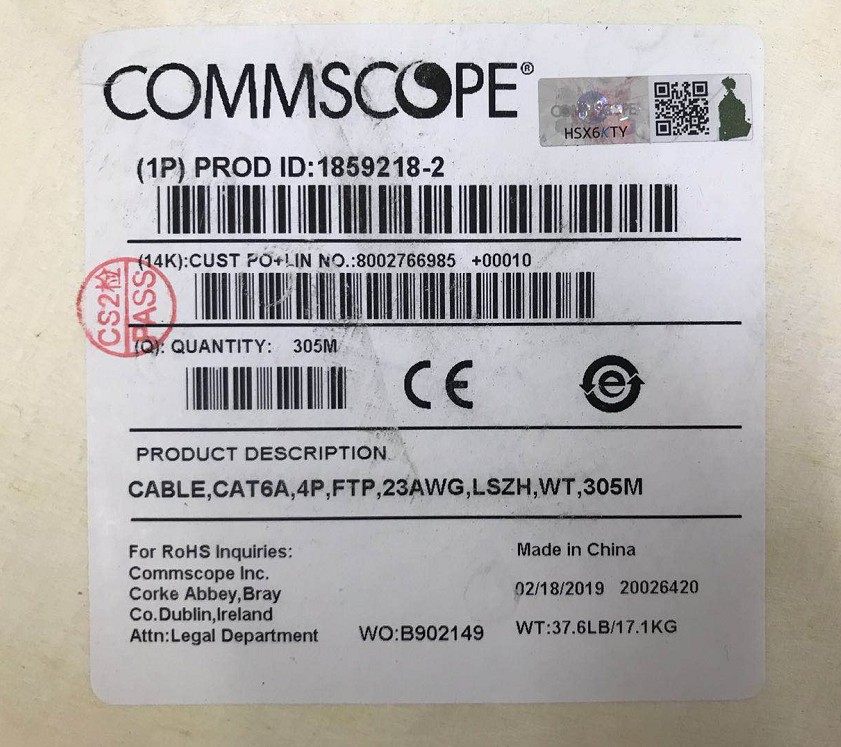 COMMSCOPE®
COMMSCOPE
HSX6KTY
(1P) PROD ID:1859218-2
(14K):CUST PO+LIN NO.:8002766985 +00010
CS2检
PASS
(Q): QUANTITY: 305M
CE
e
PRODUCT DESCRIPTION
CABLE,CAT6A,4P,FTP,23AWG,LSZH,WT,305M
For RoHS Inquiries:
Commscope Inc.
Corke Abbey,Bray
Co.Dublin,Ireland
Attn:Legal Department
WO:B902149
Made in China
02/18/2019 20026420
WT:37.6LB/17.1KG